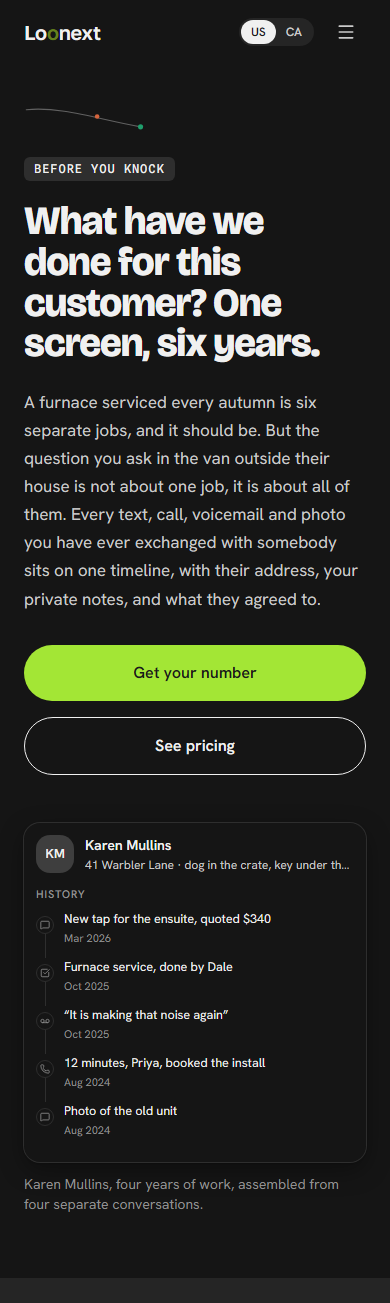 Loonext
US CA
BEFORE YOU KNOCK
What have we
done for this
customer? One
screen, six years.
A furnace serviced every autumn is six
separate jobs, and it should be. But the
question you ask in the van outside their
house is not about one job, it is about all of
them. Every text, call, voicemail and photo
you have ever exchanged with somebody
sits on one timeline, with their address, your
private notes, and what they agreed to.
Get your number
See pricing
KM
Karen Mullins
41 Warbler Lane · dog in the crate, key under th...
HISTORY
New tap for the ensuite, quoted $340
Mar 2026
Furnace service, done by Dale
Oct 2025
“It is making that noise again”
Oct 2025
12 minutes, Priya, booked the install
Aug 2024
Photo of the old unit
Aug 2024
Karen Mullins, four years of work, assembled from
four separate conversations.